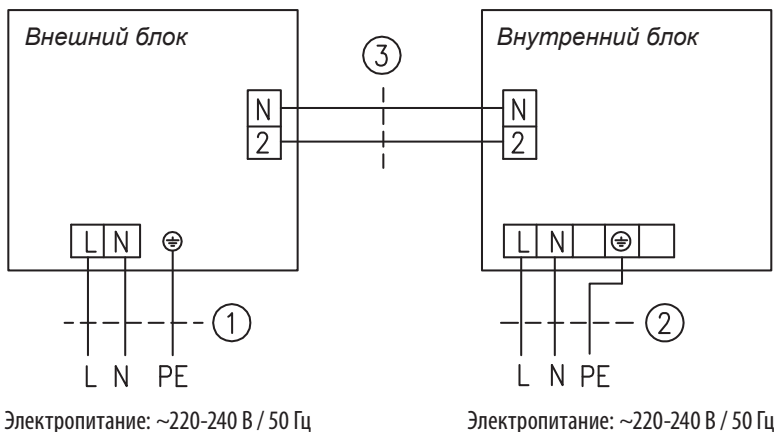 Внешний блок
Внутренний блок
3
N
2
N
2
L N
L N
1
2
L N PE
L N PE
Электропитание: ~220-240 В / 50 Гц
Электропитание: ~220-240 В / 50 Гц